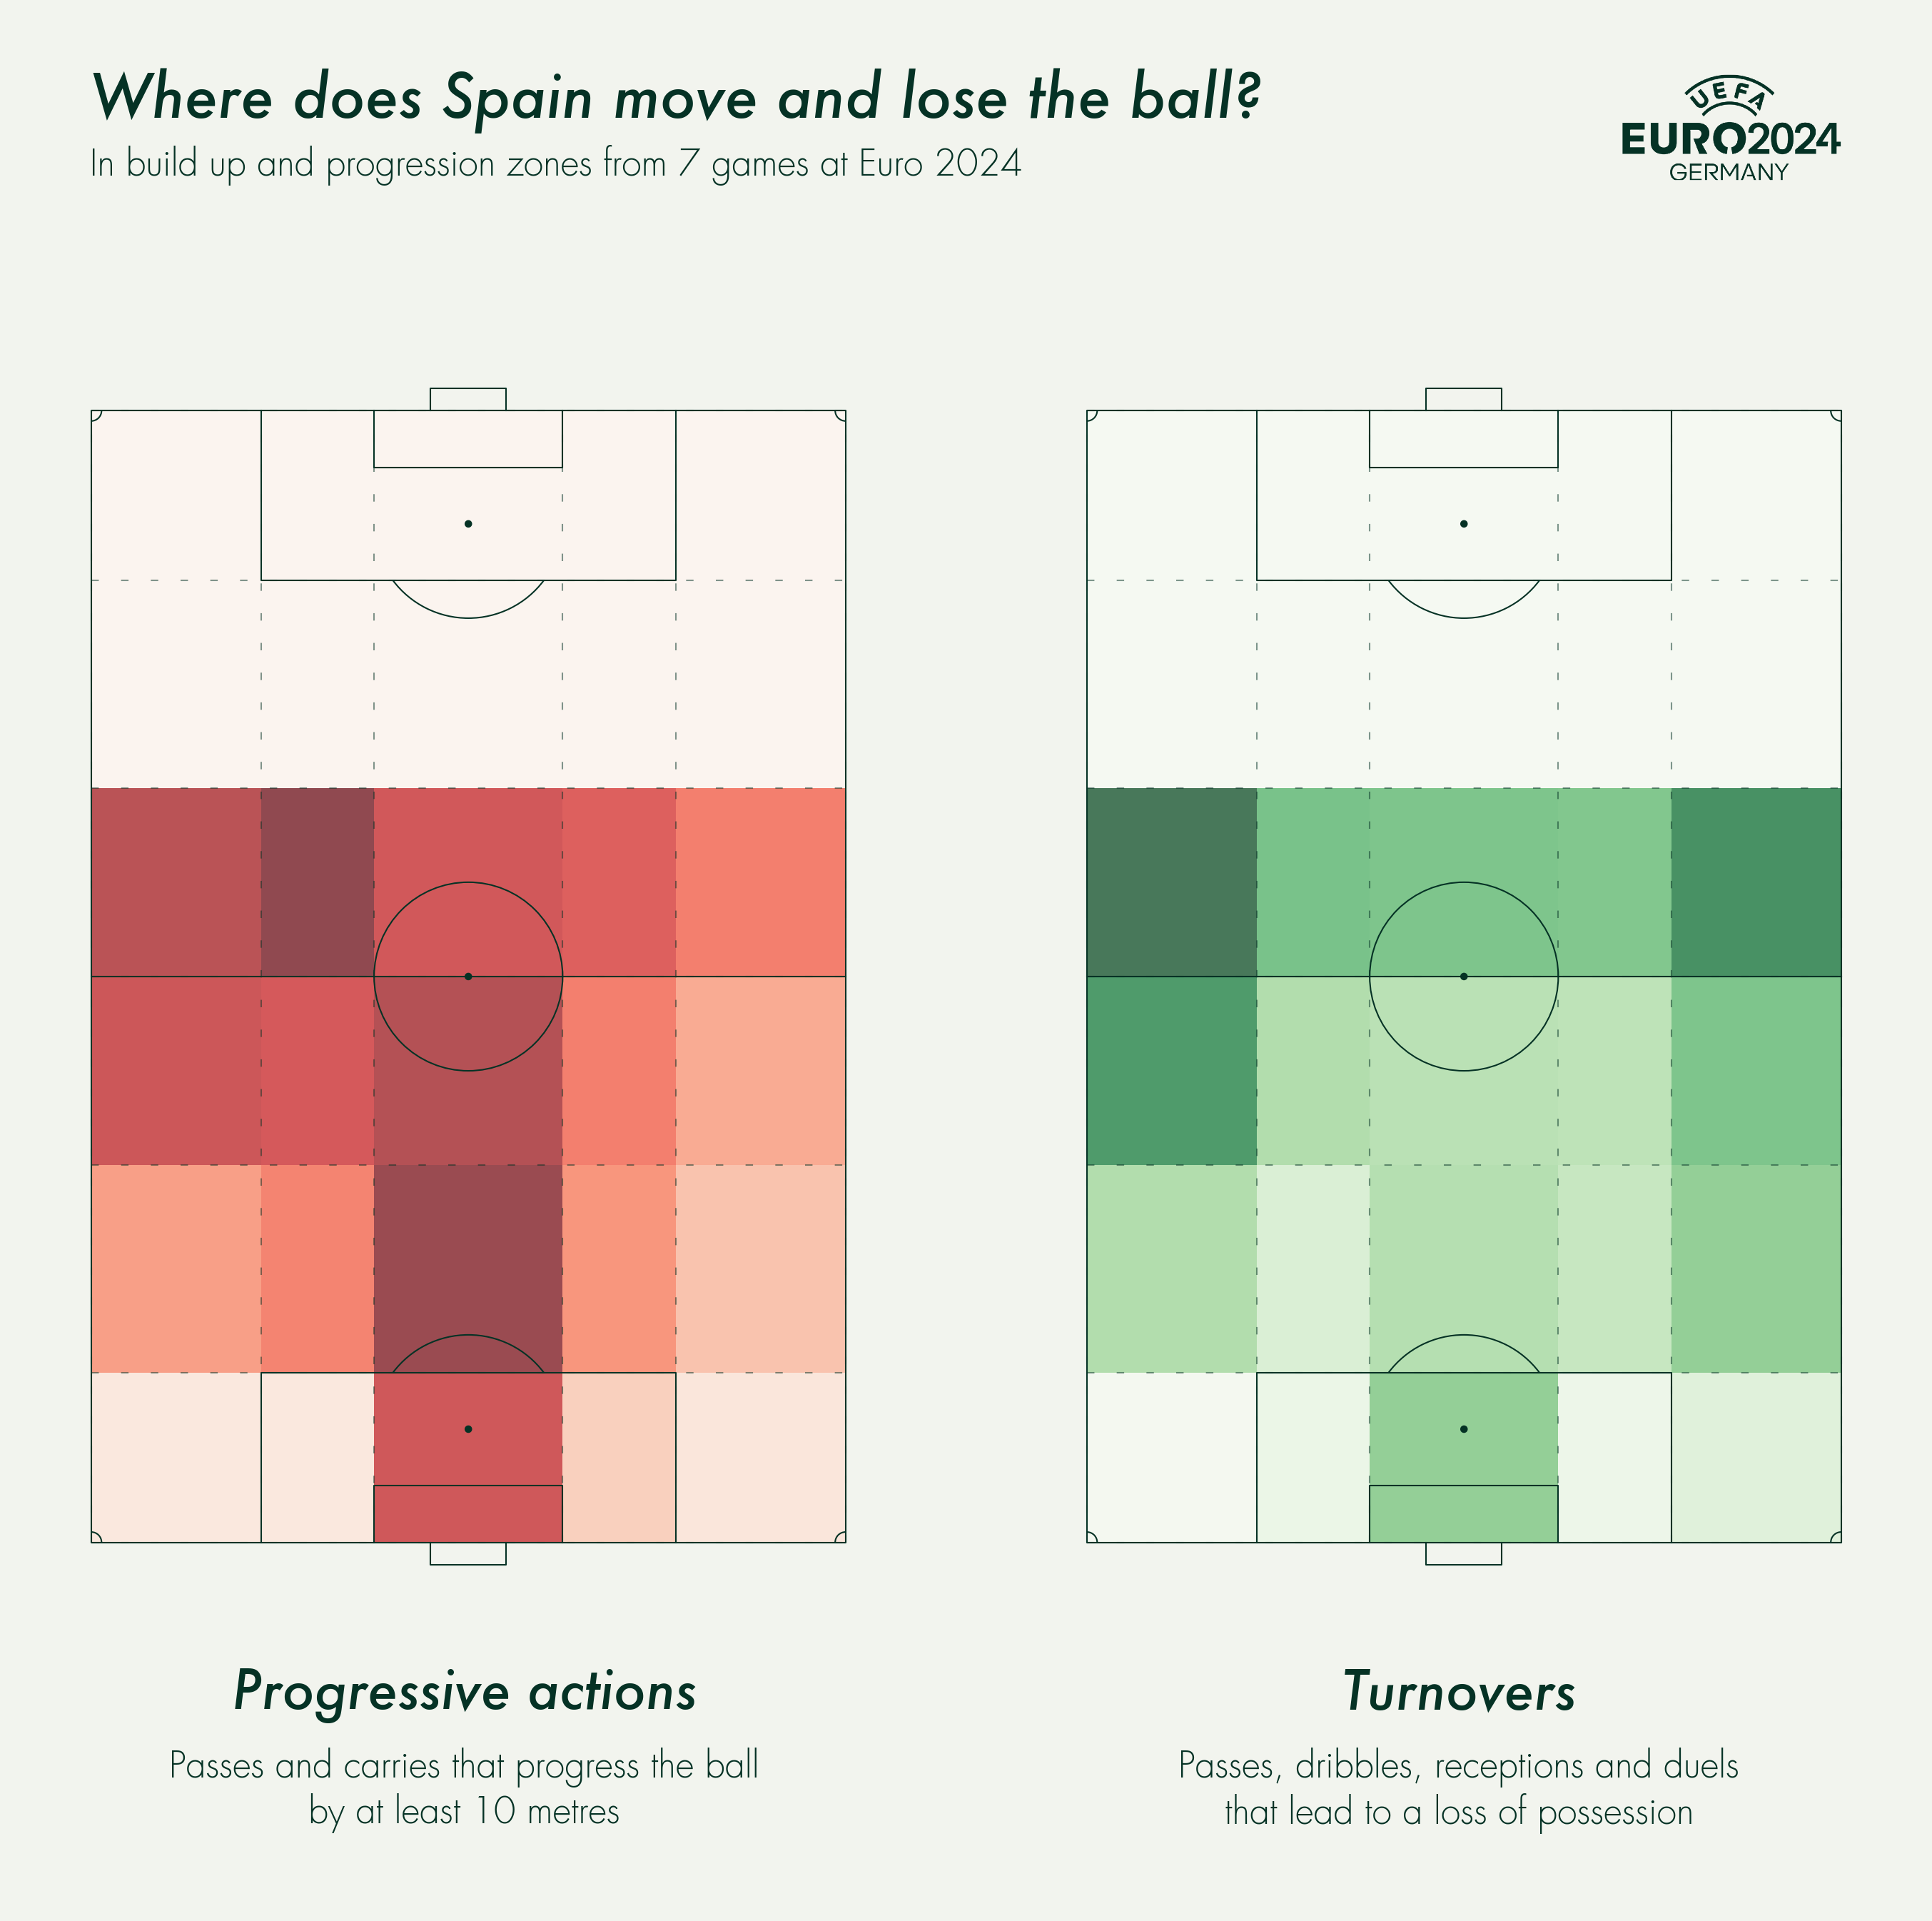 Where does Spain move and lose the ball?
In build up and progression zones from 7 games at Euro 2024
UEFA
EURO2024
GERMANY
Progressive actions
Passes and carries that progress the ball
by at least 10 metres
Turnovers
Passes, dribbles, receptions and duels
that lead to a loss of possession